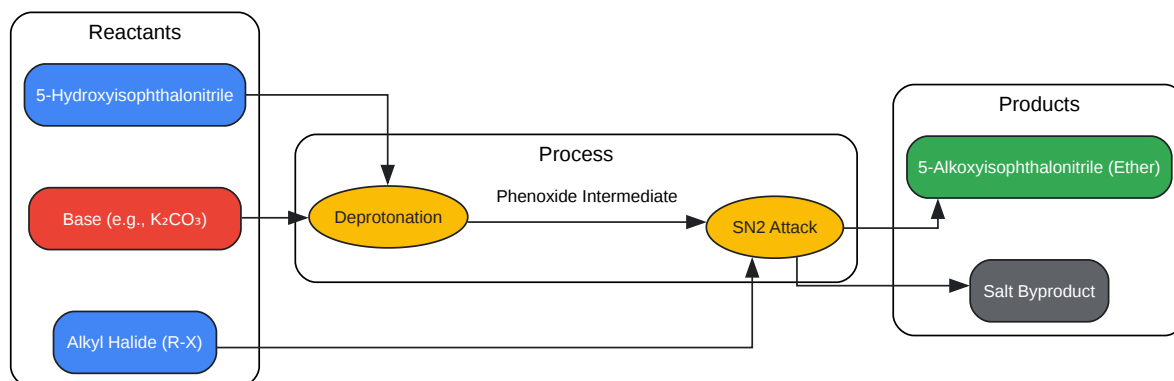 Reactants
5-Hydroxyisophthalonitrile
Base (e.g., K₂CO₃)
Alkyl Halide (R-X)
Process
Deprotonation
Phenoxide Intermediate
SN2 Attack
Products
5-Alkoxyisophthalonitrile (Ether)
Salt Byproduct